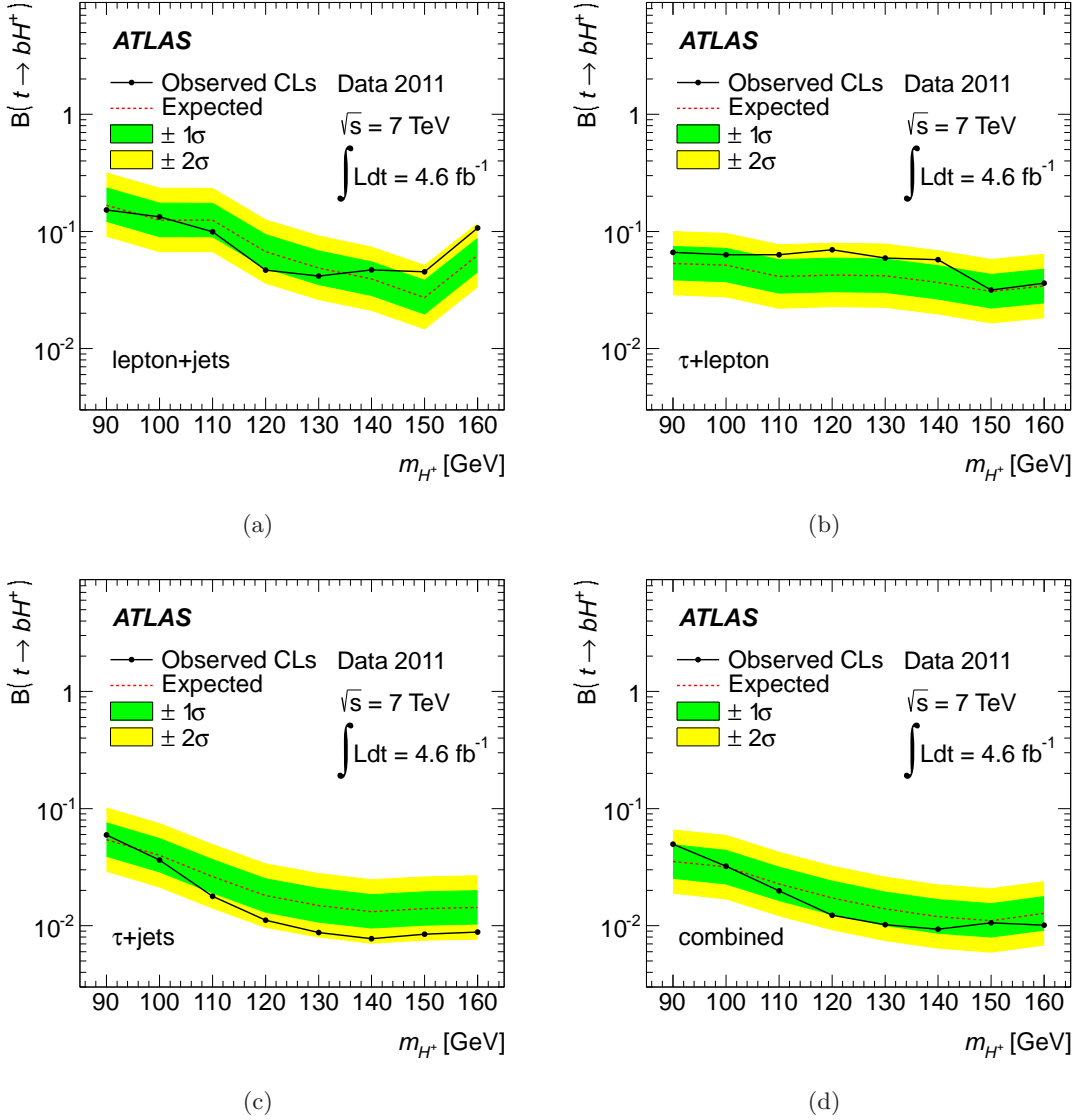 B( t → bH⁺)
ATLAS
Observed CLs
Expected
± 1σ
± 2σ
Data 2011
√s = 7 TeV
∫ Ldt = 4.6 fb⁻¹
1
10⁻¹
10⁻²
lepton+jets
90 100 110 120 130 140 150 160
m_H⁺ [GeV]
(a)
B( t → bH⁺)
ATLAS
Observed CLs
Expected
± 1σ
± 2σ
Data 2011
√s = 7 TeV
∫ Ldt = 4.6 fb⁻¹
1
10⁻¹
10⁻²
τ+lepton
90 100 110 120 130 140 150 160
m_H⁺ [GeV]
(b)
B( t → bH⁺)
ATLAS
Observed CLs
Expected
± 1σ
± 2σ
Data 2011
√s = 7 TeV
∫ Ldt = 4.6 fb⁻¹
1
10⁻¹
10⁻²
τ+jets
90 100 110 120 130 140 150 160
m_H⁺ [GeV]
(c)
B( t → bH⁺)
ATLAS
Observed CLs
Expected
± 1σ
± 2σ
Data 2011
√s = 7 TeV
∫ Ldt = 4.6 fb⁻¹
1
10⁻¹
10⁻²
combined
90 100 110 120 130 140 150 160
m_H⁺ [GeV]
(d)